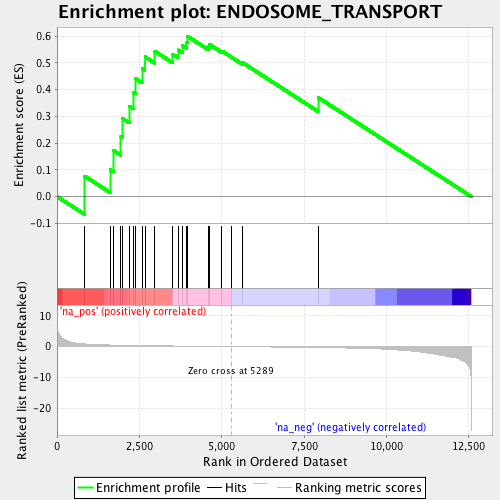 Enrichment plot: ENDOSOME_TRANSPORT
Enrichment score (ES)
0.6
0.5
0.4
0.3
0.2
0.1
0.0
-0.1
'na_pos' (positively correlated)
Ranked list metric (PreRanked)
10
0
-10
-20
Zero cross at 5289
'na_neg' (negatively correlated)
0 2,500 5,000 7,500 10,000 12,500
Rank in Ordered Dataset
Enrichment profile Hits Ranking metric scores